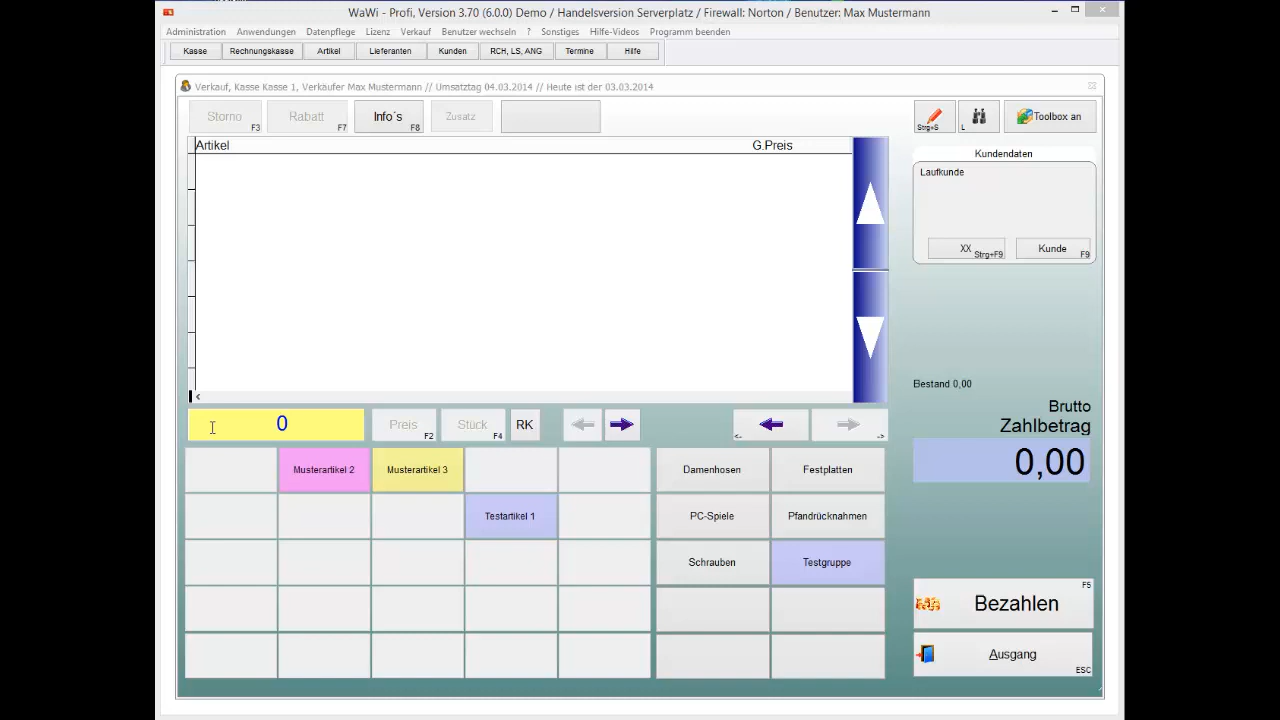 WaWi - Profi, Version 3.70 (6.0.0) Demo / Handelsversion Serverplatz / Firewall: Norton / Benutzer: Max Mustermann
Administration Anwendungen Datenpflege Lizenz Verkauf Benutzer wechseln ? Sonstiges Hilfe-Videos Programm beenden
Kasse Rechnungskasse Artikel Lieferanten Kunden RCH, LS, ANG Termine Hilfe
Verkauf, Kasse Kasse 1, Verkäufer Max Mustermann // Umsatztag 04.03.2014 // Heute ist der 03.03.2014
Storno F3 Rabatt F7 Info´s F8 Zusatz Strg+S L Toolbox an
Artikel G.Preis
Kundendaten
Laufkunde
XX Strg+F9 Kunde F9
Bestand 0,00
Brutto
Zahlbetrag
0,00
0 Preis F2 Stück F4 RK <- ->
Musterartikel 2 Musterartikel 3 Damenhosen Festplatten
Testartikel 1 PC-Spiele Pfandrücknahmen
Schrauben Testgruppe
Bezahlen F5
Ausgang ESC